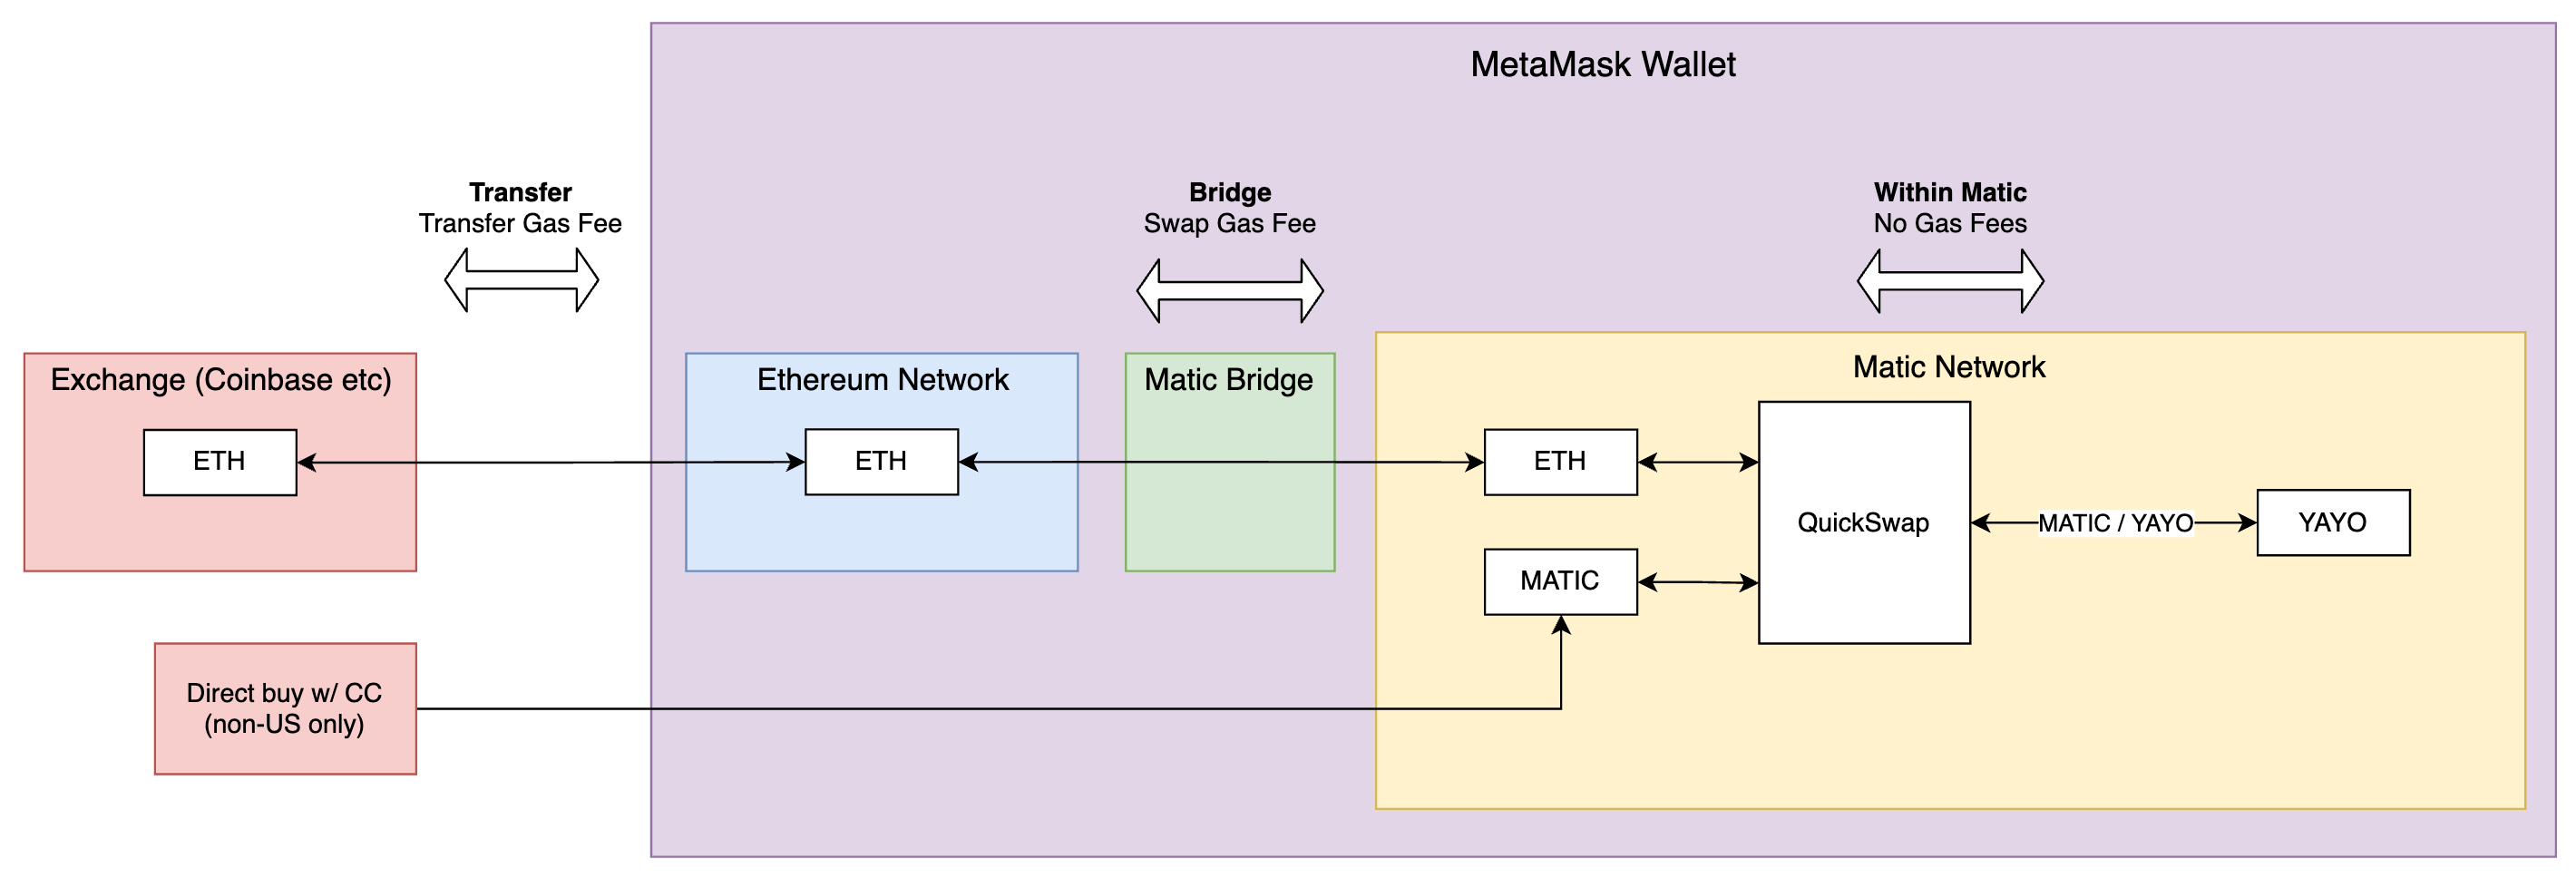 MetaMask Wallet
Transfer
Transfer Gas Fee
Bridge
Swap Gas Fee
Within Matic
No Gas Fees
Exchange (Coinbase etc)
ETH
Ethereum Network
ETH
Matic Bridge
Matic Network
ETH
MATIC
QuickSwap
MATIC / YAYO
YAYO
Direct buy w/ CC
(non-US only)